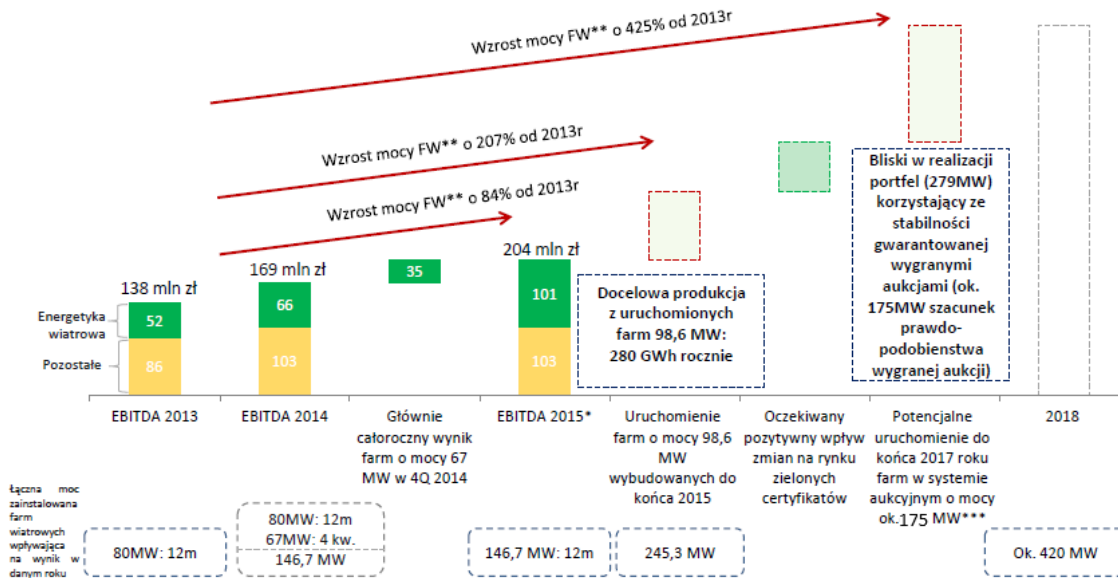 Wzrost mocy FW** o 425% od 2013r
Wzrost mocy FW** o 207% od 2013r
Wzrost mocy FW** o 84% od 2013r
138 mln zł
169 mln zł
204 mln zł
Energetyka
wiatrowa
Pozostałe
52
86
66
103
35
101
103
Docelowa produkcja
z uruchomionych
farm 98,6 MW:
280 GWh rocznie
Bliski w realizacji
portfel (279MW)
korzystający ze
stabilności
gwarantowanej
wygranymi
aukcjami (ok.
175MW szacunek
prawdo-
podobienstwa
wygranej aukcji)
EBITDA 2013
EBITDA 2014
Głównie
całoroczny wynik
farm o mocy 67
MW w 4Q 2014
EBITDA 2015*
Uruchomienie
farm o mocy 98,6
MW
wybudowanych do
końca 2015
Oczekiwany
pozytywny wpływ
zmian na rynku
zielonych
certyfikatów
Potencjalne
uruchomienie do
końca 2017 roku
farm w systemie
aukcyjnym o mocy
ok.175 MW***
2018
Łączna moc
zainstalowana
farm
wiatrowych
wpływająca
na wynik w
danym roku
80MW: 12m
80MW: 12m
67MW: 4 kw.
146,7 MW
146,7 MW: 12m
245,3 MW
Ok. 420 MW